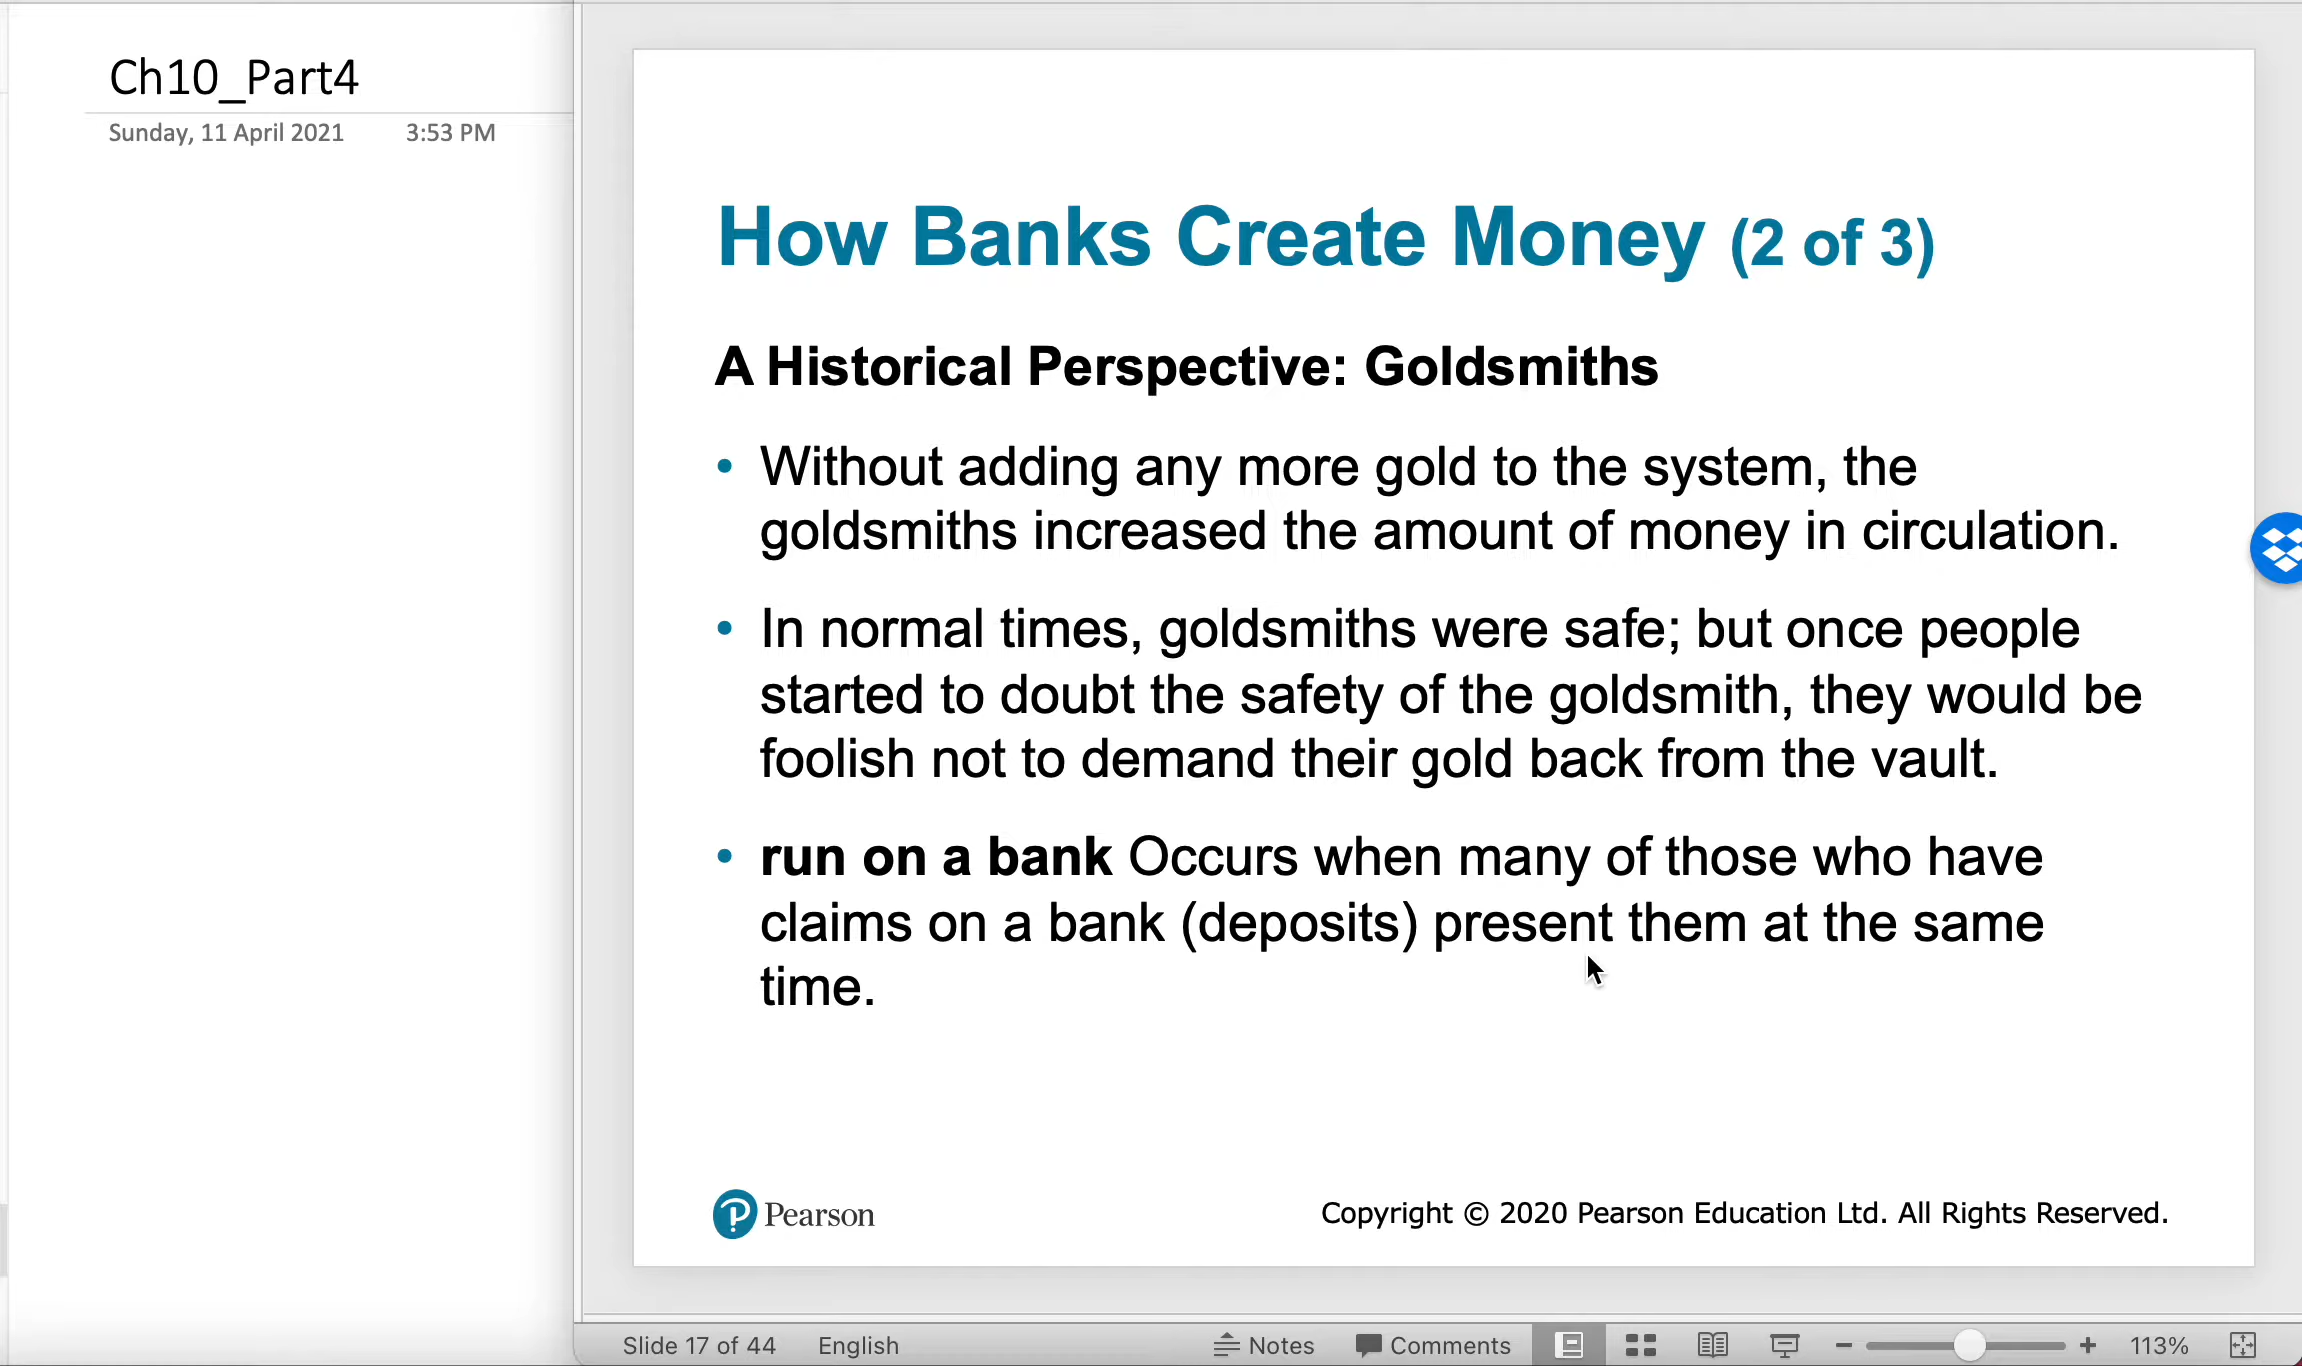 Ch10_Part4
Sunday, 11 April 2021 3:53 PM
How Banks Create Money (2 of 3)
A Historical Perspective: Goldsmiths
• Without adding any more gold to the system, the
goldsmiths increased the amount of money in circulation.
• In normal times, goldsmiths were safe; but once people
started to doubt the safety of the goldsmith, they would be
foolish not to demand their gold back from the vault.
• run on a bank Occurs when many of those who have
claims on a bank (deposits) present them at the same
time.
Pearson
Copyright © 2020 Pearson Education Ltd. All Rights Reserved.
Slide 17 of 44 English Notes Comments 113%